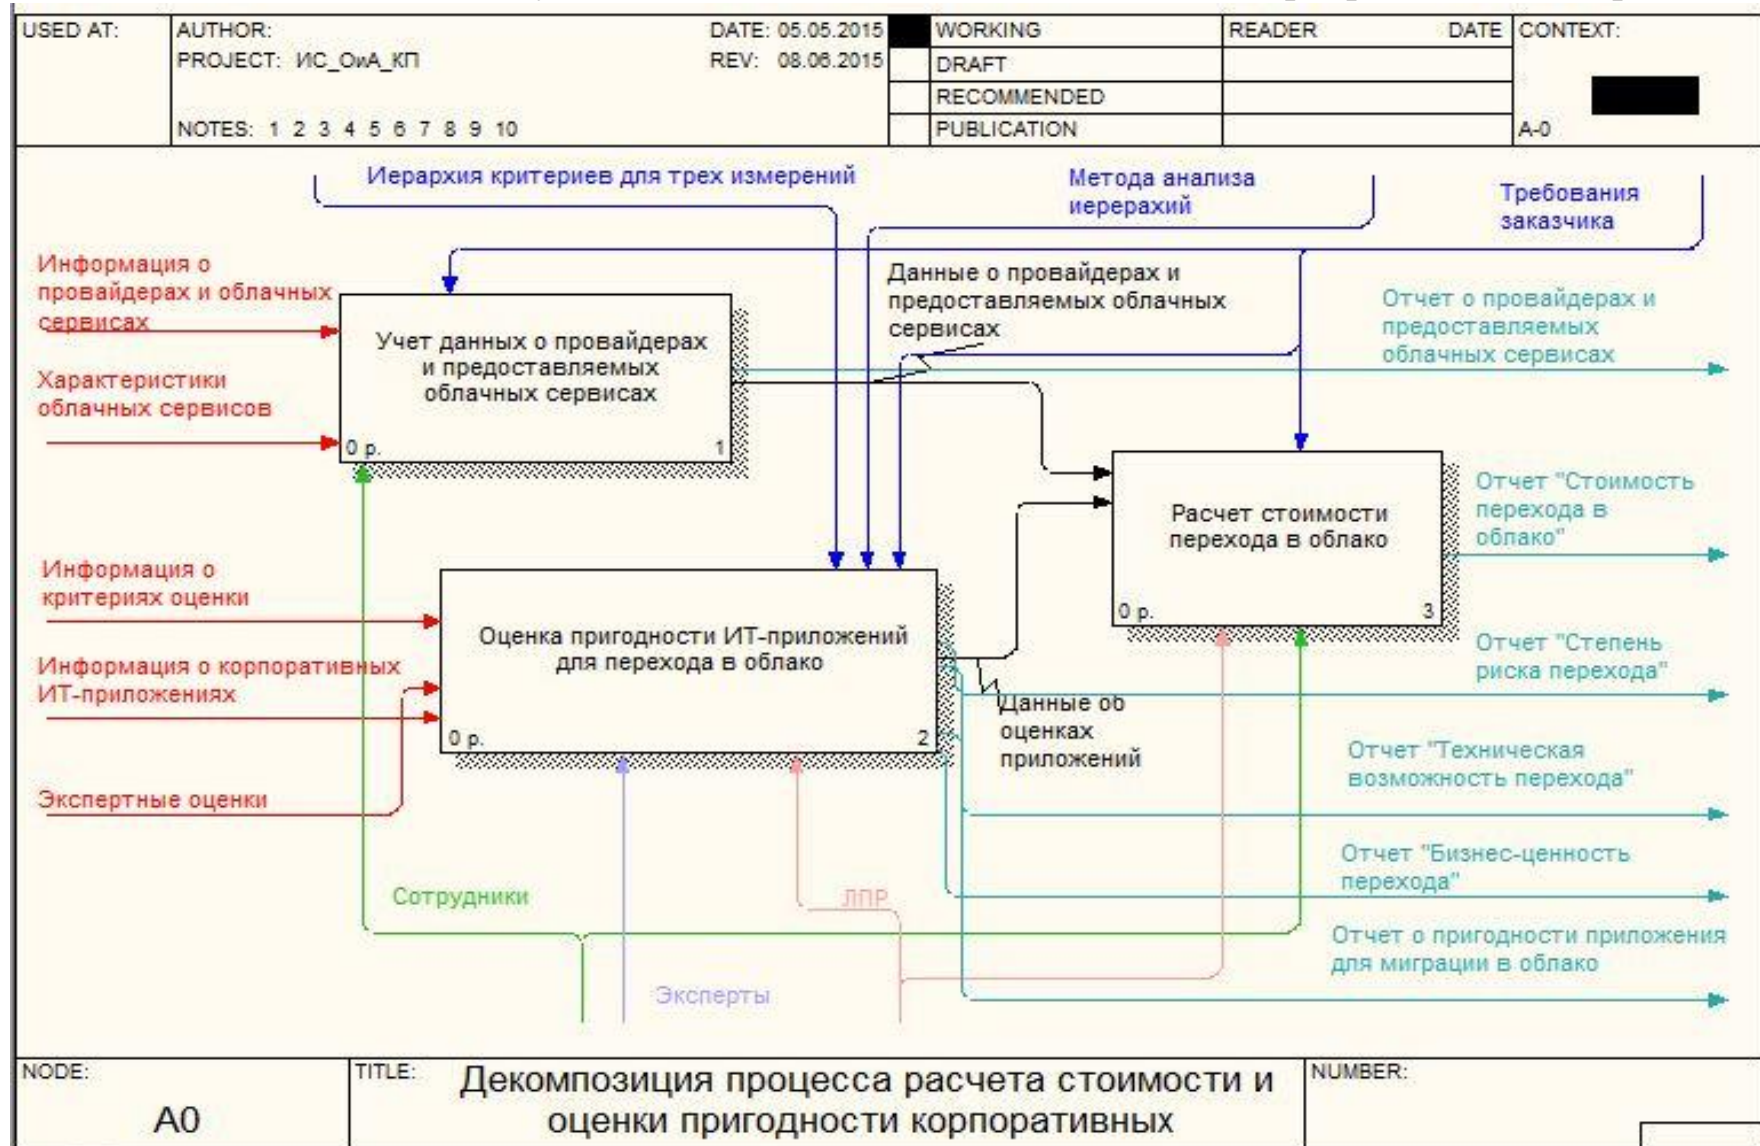 USED AT:
AUTHOR:
DATE: 05.05.2015
PROJECT: ИС_ОиА_КП
REV: 08.06.2015
NOTES: 1 2 3 4 5 6 7 8 9 10
WORKING
DRAFT
RECOMMENDED
PUBLICATION
READER
DATE
CONTEXT:
A-0
Иерархия критериев для трех измерений
Метода анализа
иерерахий
Требования
заказчика
Информация о
провайдерах и облачных
сервисах
Характеристики
облачных сервисов
Учет данных о провайдерах
и предоставляемых
облачных сервисах
0 р.
1
Данные о провайдерах и
предоставляемых облачных
сервисах
Отчет о провайдерах и
предоставляемых
облачных сервисах
Расчет стоимости
перехода в облако
0 р.
3
Отчет "Стоимость
перехода в
облако"
Информация о
критериях оценки
Информация о корпоративных
ИТ-приложениях
Экспертные оценки
Оценка пригодности ИТ-приложений
для перехода в облако
0 р.
2
Данные об
оценках
приложений
Отчет "Степень
риска перехода"
Отчет "Техническая
возможность перехода"
Отчет "Бизнес-ценность
перехода"
Отчет о пригодности приложения
для миграции в облако
Сотрудники
ЛПР
Эксперты
NODE:
A0
TITLE:
Декомпозиция процесса расчета стоимости и
оценки пригодности корпоративных
NUMBER: